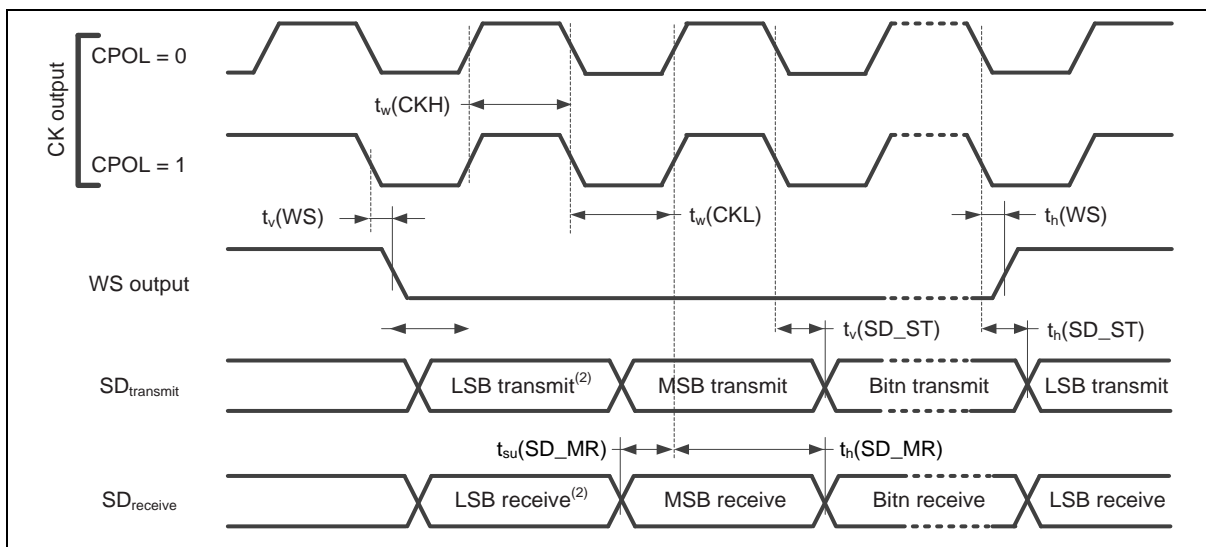 CK output
CPOL = 0
tw(CKH)
CPOL = 1
tv(WS)
tw(CKL)
th(WS)
WS output
tv(SD_ST)
th(SD_ST)
SDtransmit
LSB transmit(2)
MSB transmit
Bitn transmit
LSB transmit
tsu(SD_MR)
th(SD_MR)
SDreceive
LSB receive(2)
MSB receive
Bitn receive
LSB receive